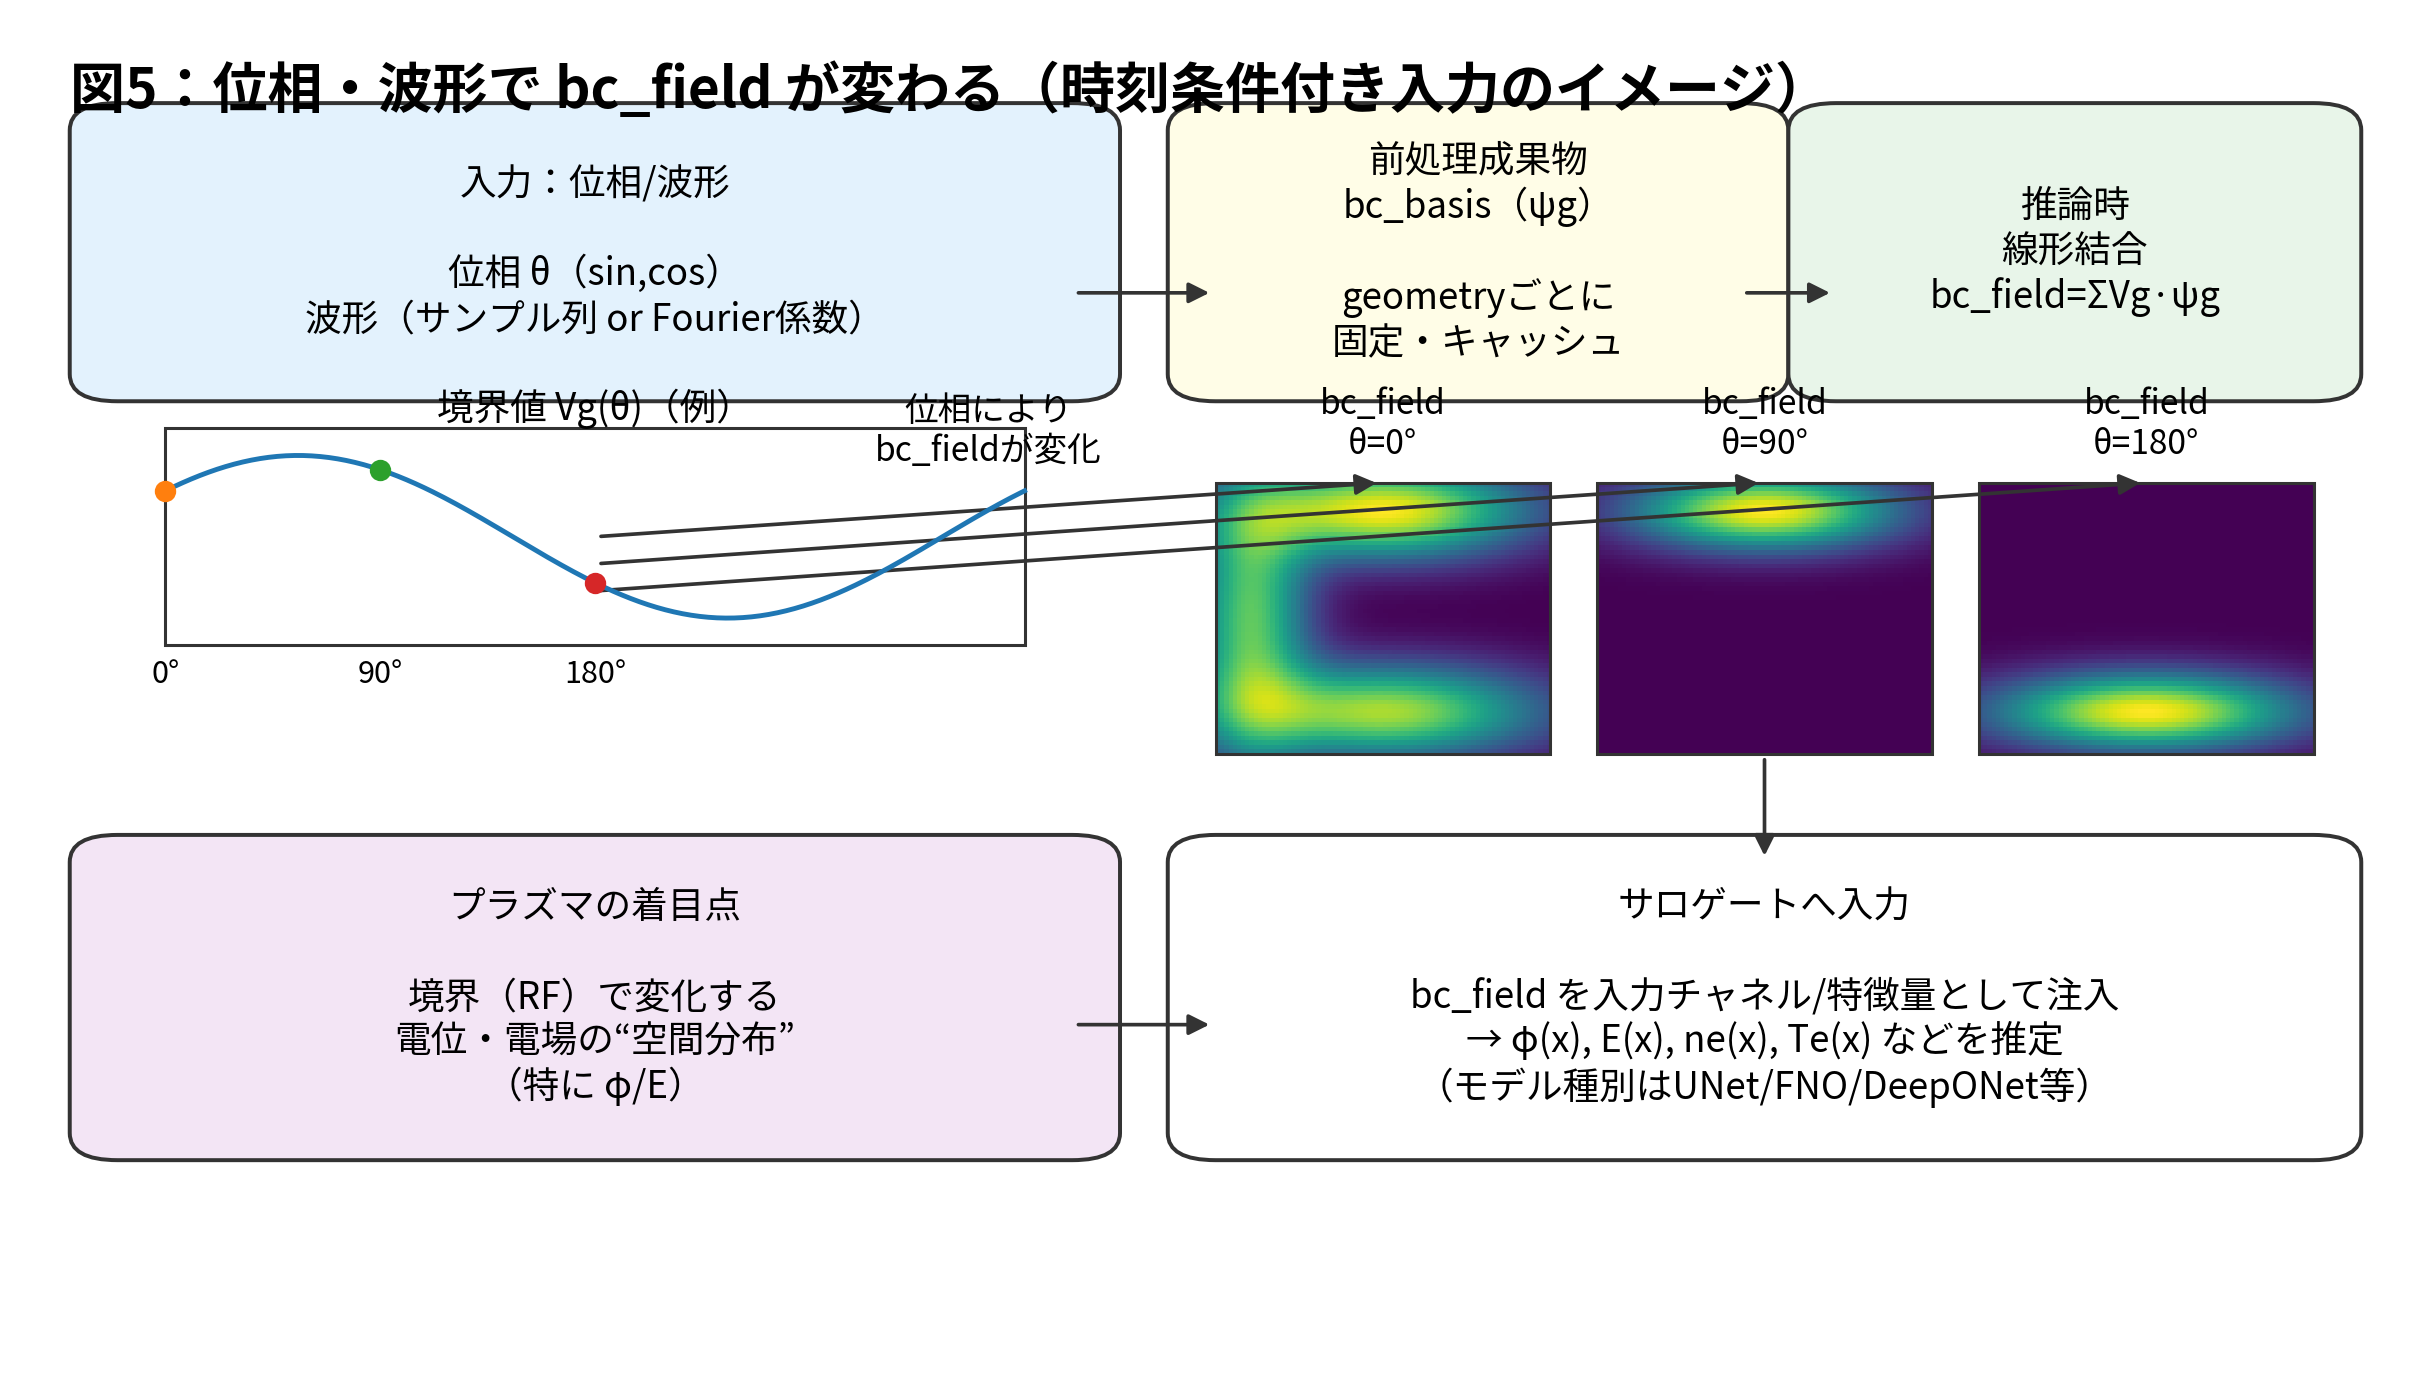 図5：位相・波形で bc_field が変わる（時刻条件付き入力のイメージ）
入力：位相/波形
位相 θ（sin,cos）
波形（サンプル列 or Fourier係数）
前処理成果物
bc_basis（ψg）
geometryごとに
固定・キャッシュ
推論時
線形結合
bc_field=ΣVg·ψg
境界値 Vg(θ)（例）
位相により
bc_fieldが変化
0°
90°
180°
bc_field
θ=0°
bc_field
θ=90°
bc_field
θ=180°
プラズマの着目点
境界（RF）で変化する
電位・電場の“空間分布”
（特に φ/E）
サロゲートへ入力
bc_field を入力チャネル/特徴量として注入
→ φ(x), E(x), ne(x), Te(x) などを推定
（モデル種別はUNet/FNO/DeepONet等）